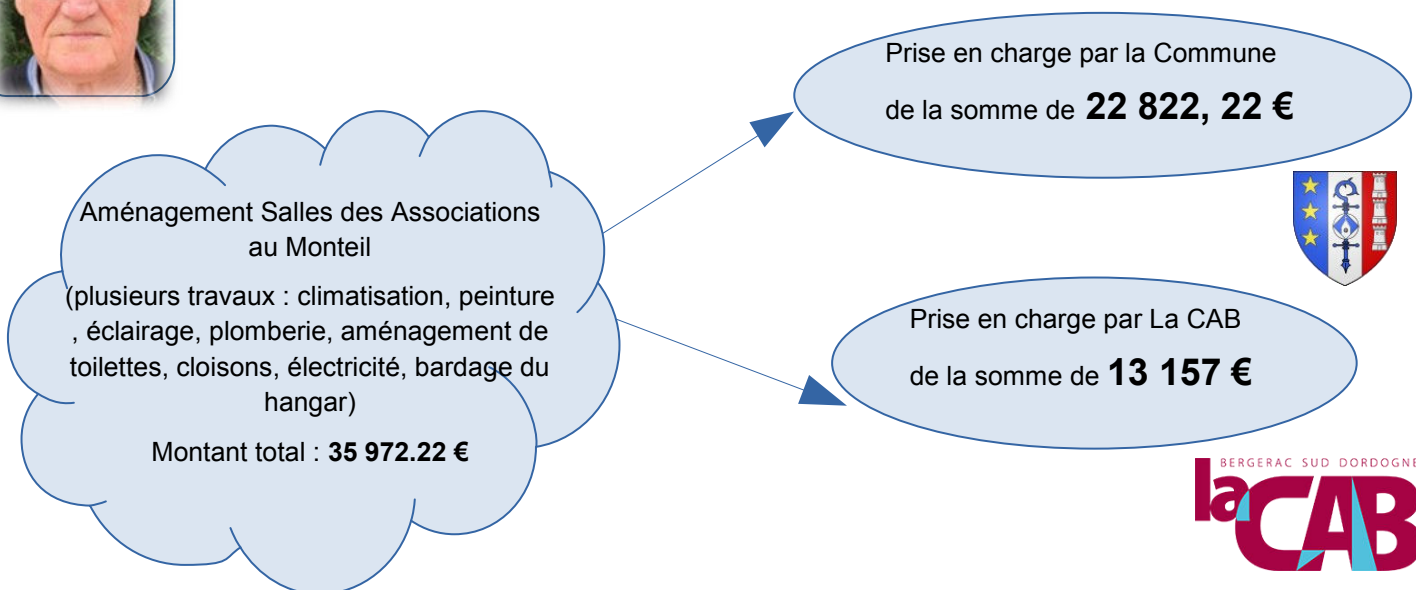 Prise en charge par la Commune
de la somme de 22 822, 22 €
Aménagement Salles des Associations
au Monteil
(plusieurs travaux : climatisation, peinture
, éclairage, plomberie, aménagement de
toilettes, cloisons, électricité, bardage du
hangar)
Montant total : 35 972.22 €
Prise en charge par La CAB
de la somme de 13 157 €
BERGERAC SUD DORDOGNE
la CAB